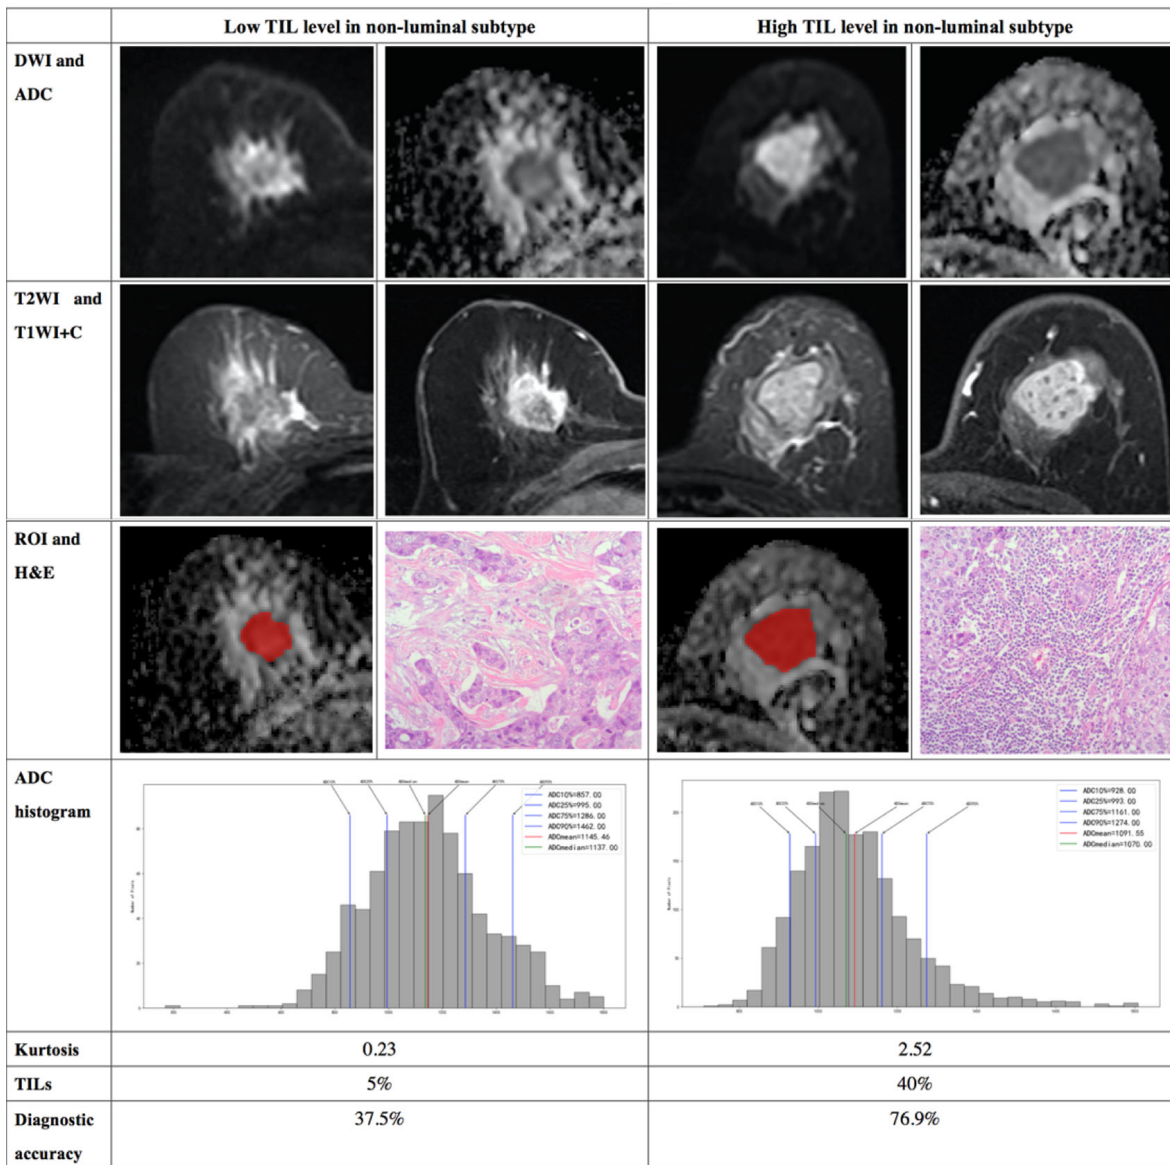 Low TIL level in non-luminal subtype
High TIL level in non-luminal subtype
DWI and
ADC
T2WI and
T1WI+C
ROI and
H&E
ADC
histogram
ADC10%=857.00
ADC25%=995.00
ADC75%=1286.00
ADC90%=1462.00
ADCmean=1145.46
ADCmedian=1137.00
ADC10%=928.00
ADC25%=993.00
ADC75%=1161.00
ADC90%=1274.00
ADCmean=1091.55
ADCmedian=1070.00
Number of Pixels
Kurtosis
0.23
2.52
TILs
5%
40%
Diagnostic
accuracy
37.5%
76.9%